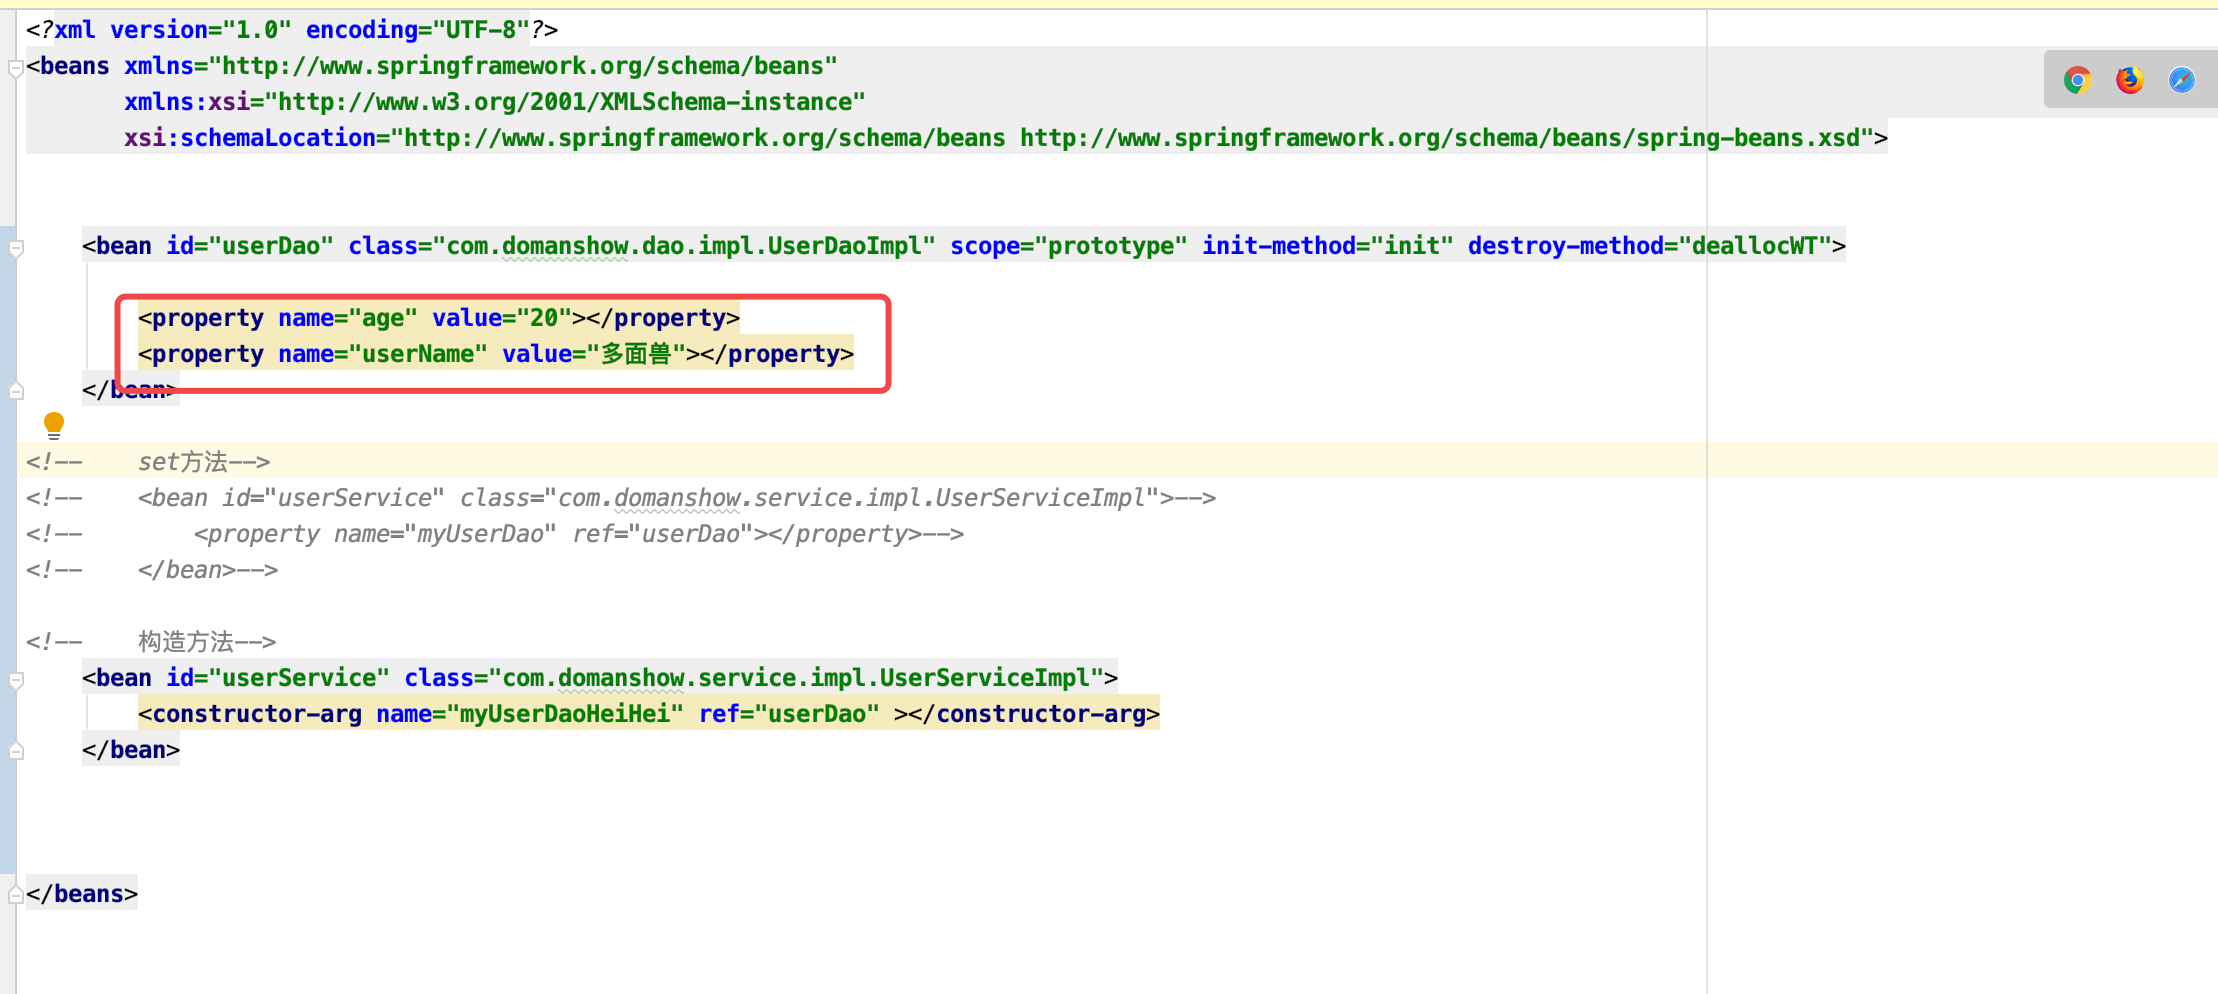 <?xml version="1.0" encoding="UTF-8"?>
<beans xmlns="http://www.springframework.org/schema/beans"
xmlns:xsi="http://www.w3.org/2001/XMLSchema-instance"
xsi:schemaLocation="http://www.springframework.org/schema/beans http://www.springframework.org/schema/beans/spring-beans.xsd">
<bean id="userDao" class="com.domanshow.dao.impl.UserDaoImpl" scope="prototype" init-method="init" destroy-method="deallocWT">
<property name="age" value="20"></property>
<property name="userName" value="多面兽"></property>
</bean>
<!-- set方法-->
<!-- <bean id="userService" class="com.domanshow.service.impl.UserServiceImpl">-->
<!-- <property name="myUserDao" ref="userDao"></property>-->
<!-- </bean>-->
<!-- 构造方法-->
<bean id="userService" class="com.domanshow.service.impl.UserServiceImpl">
<constructor-arg name="myUserDaoHeiHei" ref="userDao" ></constructor-arg>
</bean>
</beans>